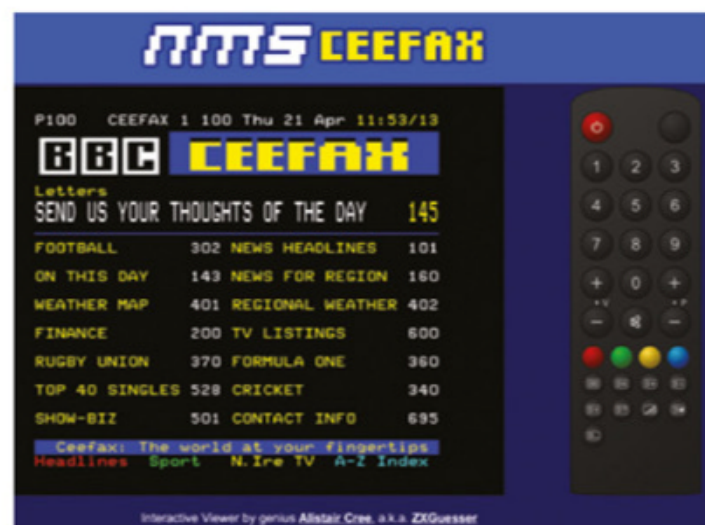 nms CEEFAX
P100 CEEFAX 1 100 Thu 21 Apr 11:53/13
BBC CEEFAX
Letters
SEND US YOUR THOUGHTS OF THE DAY 145
FOOTBALL 302 NEWS HEADLINES 101
ON THIS DAY 143 NEWS FOR REGION 160
WEATHER MAP 401 REGIONAL WEATHER 402
FINANCE 200 TV LISTINGS 600
RUGBY UNION 370 FORMULA ONE 360
TOP 40 SINGLES 528 CRICKET 340
SHOW-BIZ 501 CONTACT INFO 695
Ceefax: The world at your fingertips
Headlines Sport N.Ire TV A-Z Index
1 2 3
4 5 6
7 8 9
+ 0 +
V P
- -
Interactive Viewer by genius Alistair Cree, a.k.a. ZXGuesser